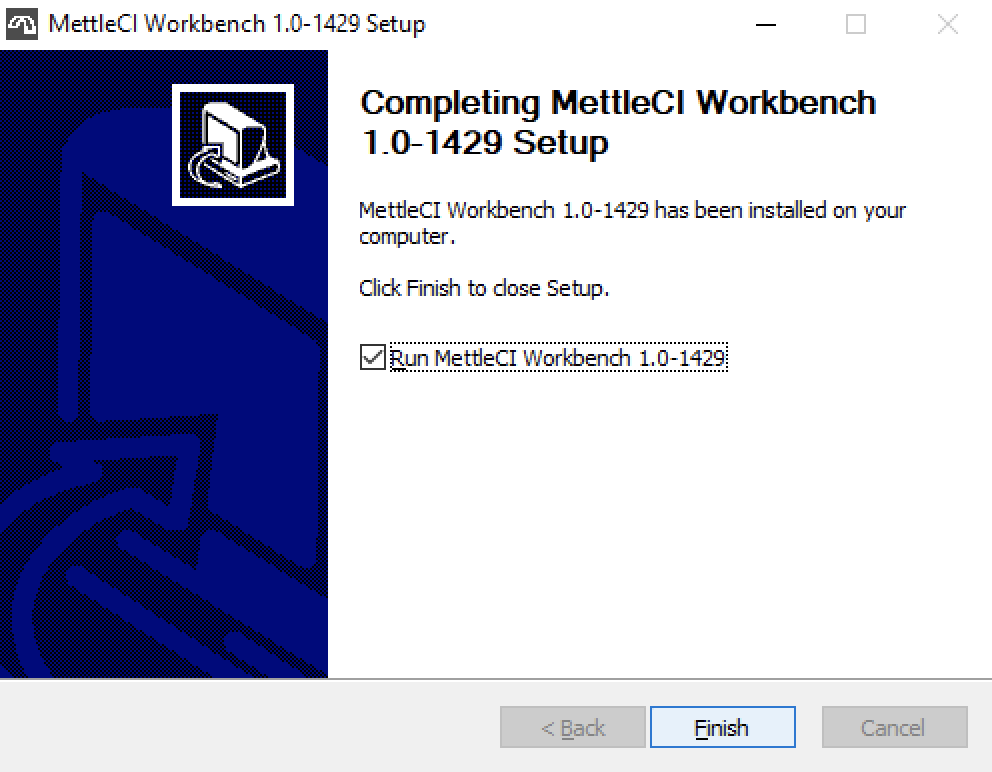 MettleCI Workbench 1.0-1429 Setup
Completing MettleCI Workbench
1.0-1429 Setup
MettleCI Workbench 1.0-1429 has been installed on your
computer.
Click Finish to close Setup.
Run MettleCI Workbench 1.0-1429
< Back
Finish
Cancel